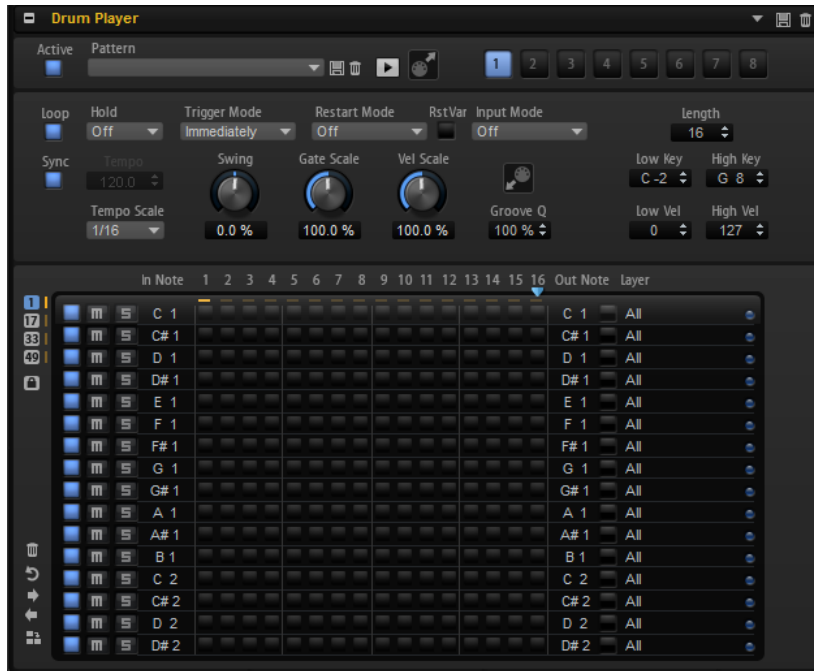 Drum Player
Active Pattern
1 2 3 4 5 6 7 8
Loop Hold Trigger Mode Restart Mode RstVar Input Mode Length
Off Immediately Off Off 16
Sync Tempo Swing Gate Scale Vel Scale Low Key High Key
120.0 C -2 G 8
Tempo Scale Groove Q Low Vel High Vel
1/16 0.0 % 100.0 % 100.0 % 100 % 0 127
In Note 1 2 3 4 5 6 7 8 9 10 11 12 13 14 15 16 Out Note Layer
1
17
33
49
m S C 1 C 1 All
m S C# 1 C# 1 All
m S D 1 D 1 All
m S D# 1 D# 1 All
m S E 1 E 1 All
m S F 1 F 1 All
m S F# 1 F# 1 All
m S G 1 G 1 All
m S G# 1 G# 1 All
m S A 1 A 1 All
m S A# 1 A# 1 All
m S B 1 B 1 All
m S C 2 C 2 All
m S C# 2 C# 2 All
m S D 2 D 2 All
m S D# 2 D# 2 All